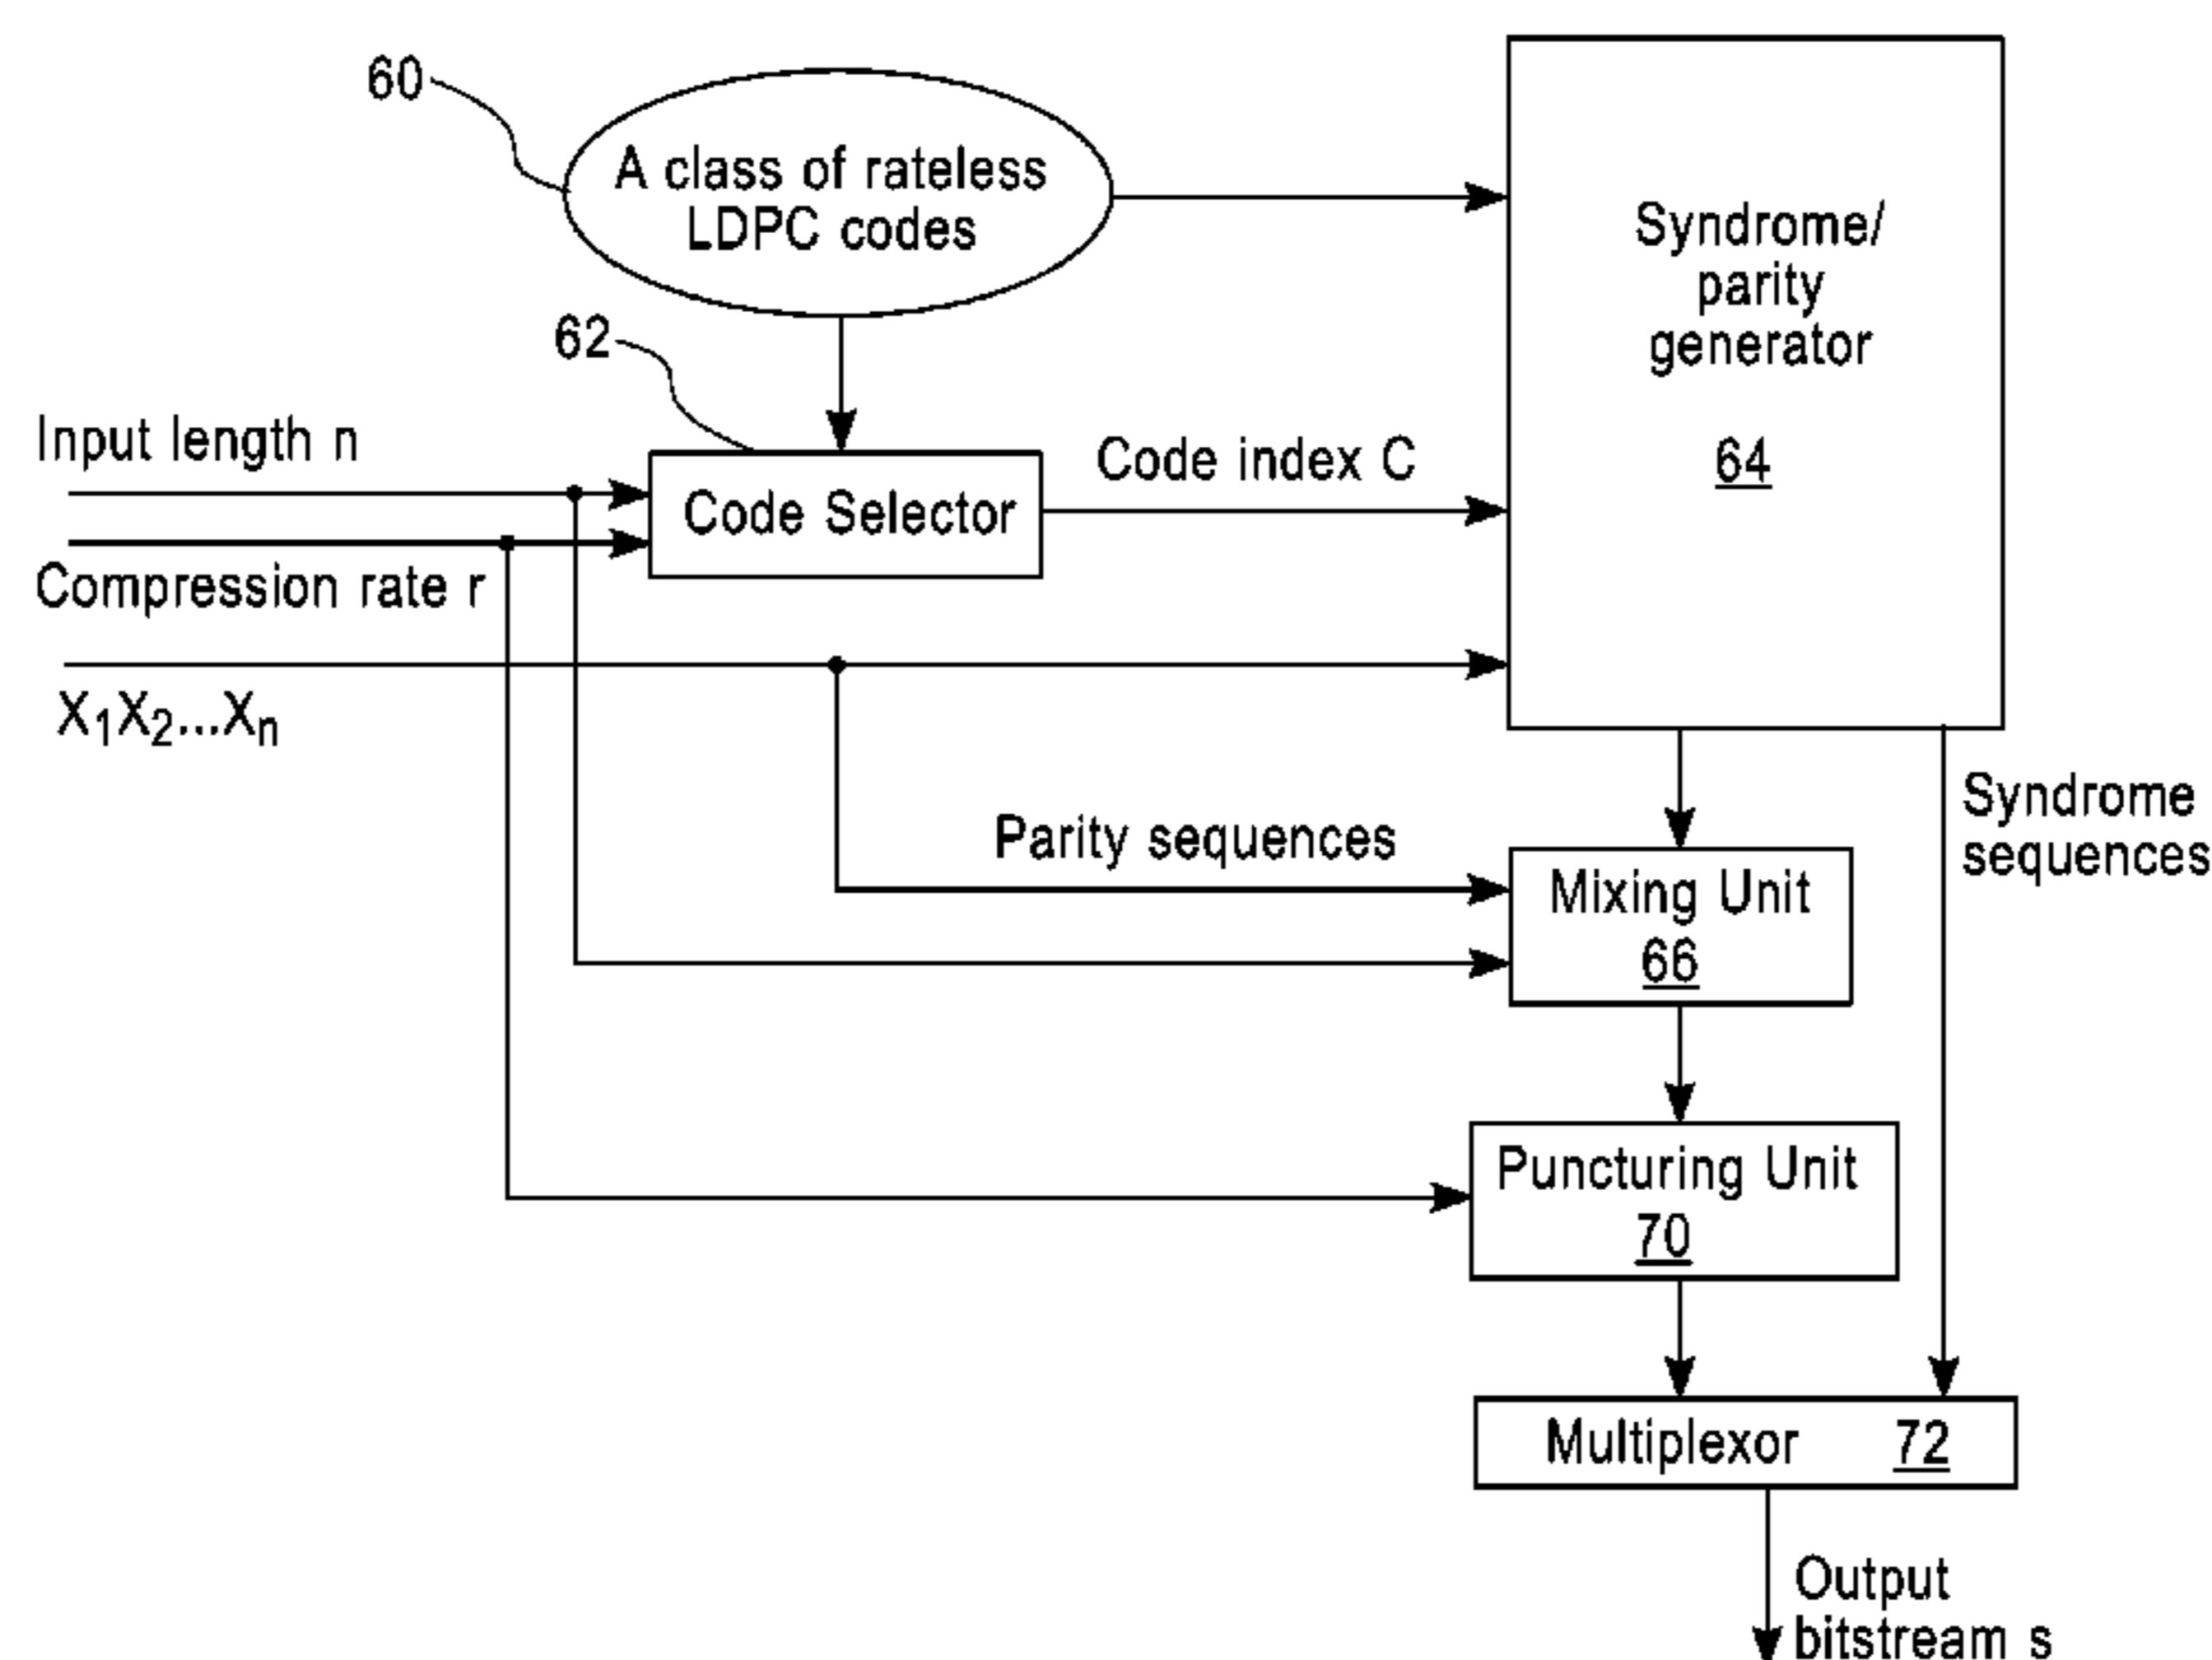 60
A class of rateless
LDPC codes
Syndrome/
parity
generator
64
62
Input length n
Code Selector
Code index C
Compression rate r
X1X2...Xn
Syndrome
sequences
Parity sequences
Mixing Unit
66
Puncturing Unit
70
Multiplexor 72
Output
bitstream s